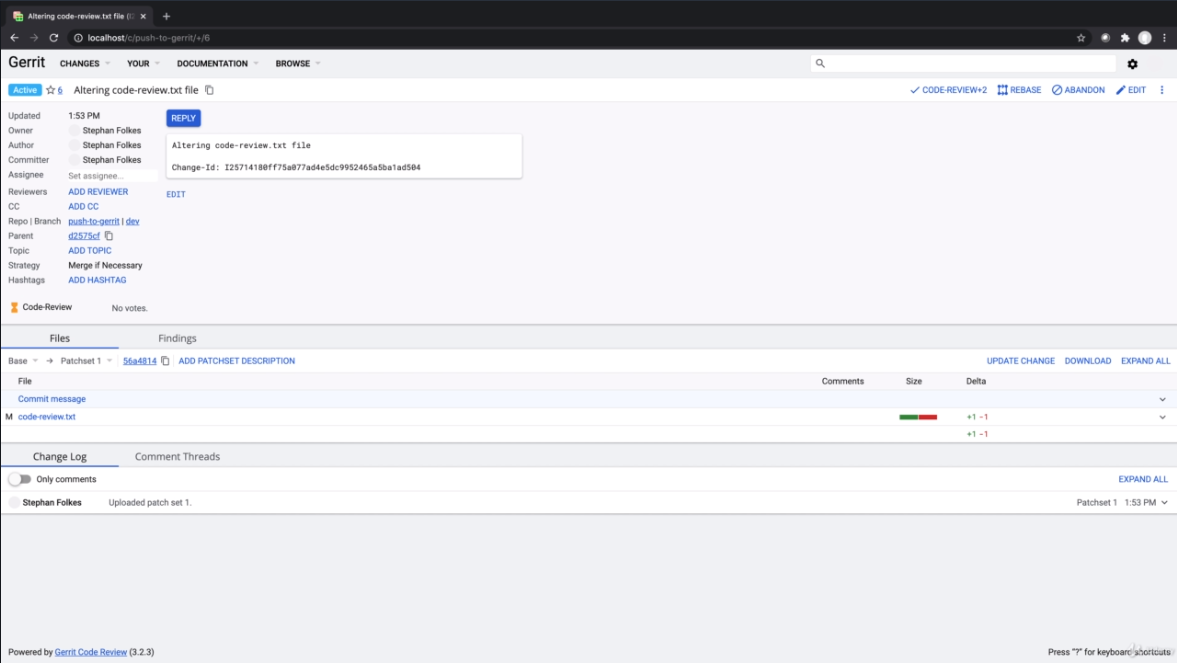 Altering code-review.txt file (
localhost/c/push-to-gerrit/+/6
Gerrit CHANGES YOUR DOCUMENTATION BROWSE
Active 6 Altering code-review.txt file CODE-REVIEW+2 REBASE ABANDON EDIT
Updated 1:53 PM REPLY
Owner Stephan Folkes
Author Stephan Folkes Altering code-review.txt file
Committer Stephan Folkes
Change-Id: I25714180ff75a077ad4e5dc9952465a5ba1ad504
Assignee Set assignee...
Reviewers ADD REVIEWER EDIT
CC ADD CC
Repo | Branch push-to-gerrit | dev
Parent d2575cf
Topic ADD TOPIC
Strategy Merge if Necessary
Hashtags ADD HASHTAG
Code-Review No votes.
Files Findings
Base → Patchset 1 56a4814 ADD PATCHSET DESCRIPTION UPDATE CHANGE DOWNLOAD EXPAND ALL
File Comments Size Delta
Commit message
M code-review.txt +1 -1
+1 -1
Change Log Comment Threads
Only comments EXPAND ALL
Stephan Folkes Uploaded patch set 1. Patchset 1 1:53 PM
Powered by Gerrit Code Review (3.2.3) Press "?" for keyboard shortcuts